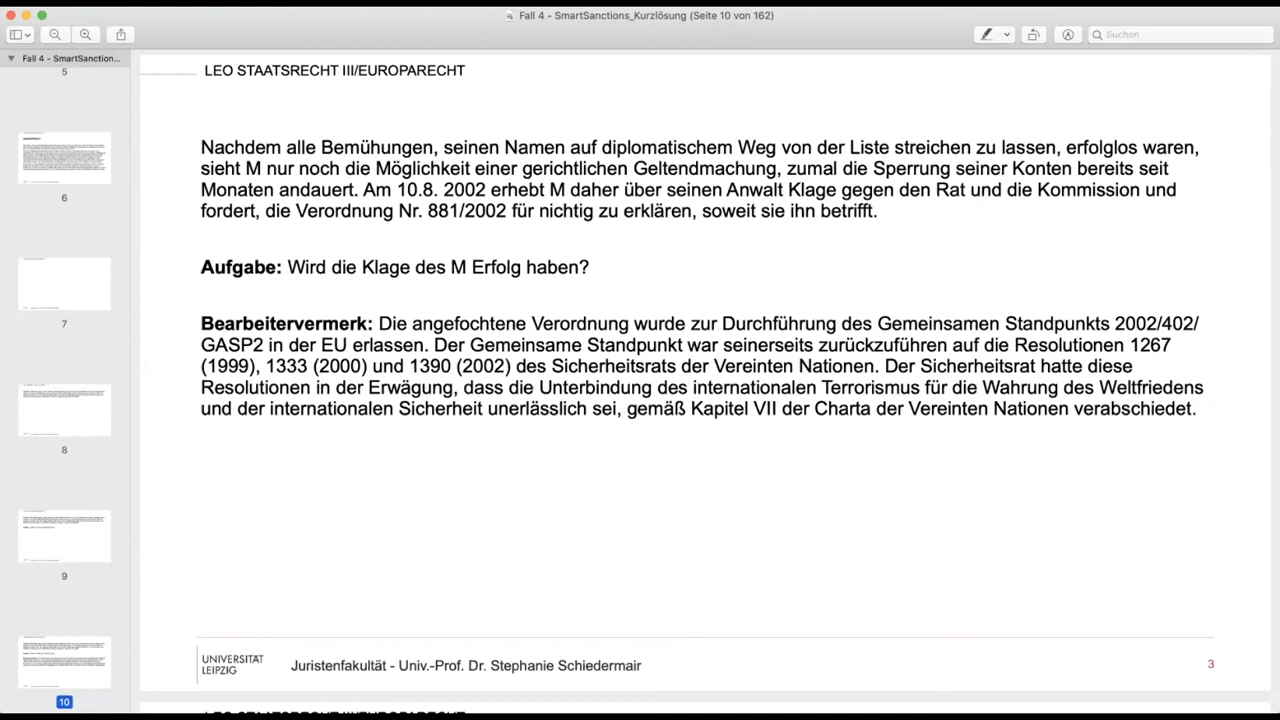 Fall 4 - SmartSanctions_Kurzlösung (Seite 10 von 162)
Suchen
Fall 4 - SmartSanction...
5
6
7
8
9
10
LEO STAATSRECHT III/EUROPARECHT
Nachdem alle Bemühungen, seinen Namen auf diplomatischem Weg von der Liste streichen zu lassen, erfolglos waren,
sieht M nur noch die Möglichkeit einer gerichtlichen Geltendmachung, zumal die Sperrung seiner Konten bereits seit
Monaten andauert. Am 10.8. 2002 erhebt M daher über seinen Anwalt Klage gegen den Rat und die Kommission und
fordert, die Verordnung Nr. 881/2002 für nichtig zu erklären, soweit sie ihn betrifft.
Aufgabe: Wird die Klage des M Erfolg haben?
Bearbeitervermerk: Die angefochtene Verordnung wurde zur Durchführung des Gemeinsamen Standpunkts 2002/402/
GASP2 in der EU erlassen. Der Gemeinsame Standpunkt war seinerseits zurückzuführen auf die Resolutionen 1267
(1999), 1333 (2000) und 1390 (2002) des Sicherheitsrats der Vereinten Nationen. Der Sicherheitsrat hatte diese
Resolutionen in der Erwägung, dass die Unterbindung des internationalen Terrorismus für die Wahrung des Weltfriedens
und der internationalen Sicherheit unerlässlich sei, gemäß Kapitel VII der Charta der Vereinten Nationen verabschiedet.
UNIVERSITÄT
LEIPZIG
Juristenfakultät - Univ.-Prof. Dr. Stephanie Schiedermair
3
LEO STAATSRECHT III/EUROPARECHT